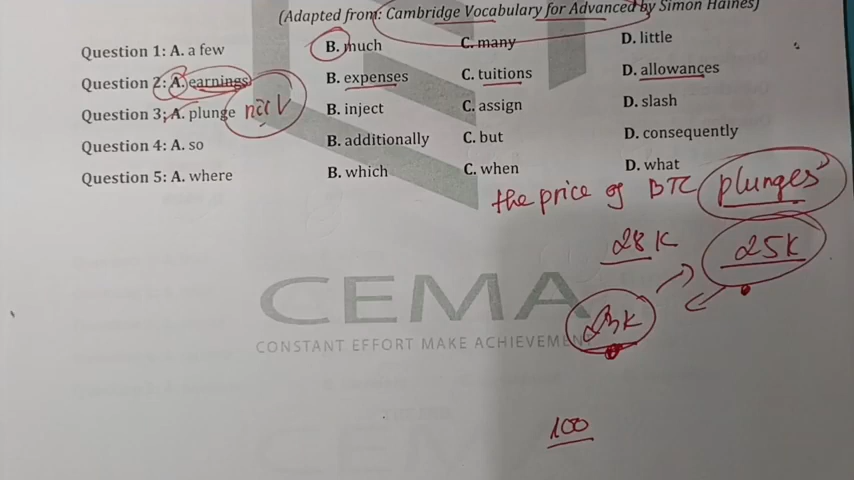 (Adapted from: Cambridge Vocabulary for Advanced by Simon Haines)
Question 1: A. a few B. much C. many D. little
Question 2: A. earnings B. expenses C. tuitions D. allowances
Question 3: A. plunge B. inject C. assign D. slash
Question 4: A. so B. additionally C. but D. consequently
Question 5: A. where B. which C. when D. what
the price of BTC plunges
28K 25K
23K
CEMA
CONSTANT EFFORT MAKE ACHIEVEMEN
100
CEMA